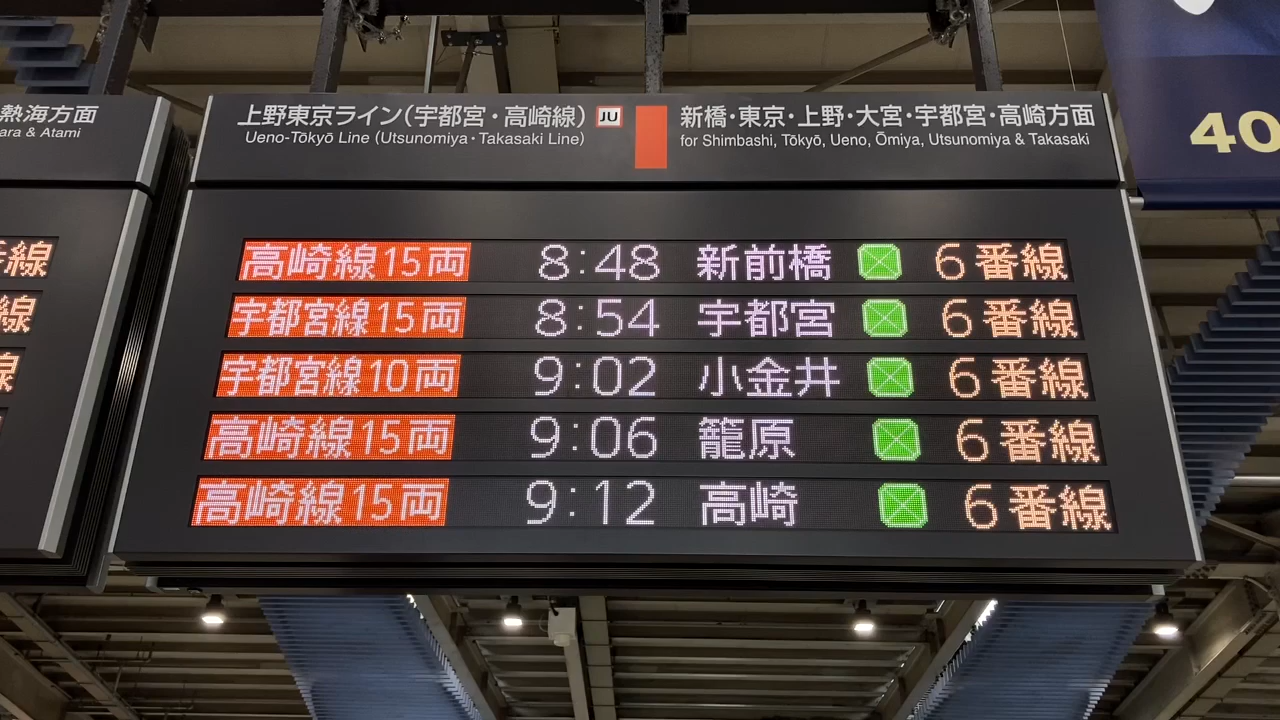 熱海方面
ara & Atami
上野東京ライン(宇都宮・高崎線) JU 新橋・東京・上野・大宮・宇都宮・高崎方面
Ueno-Tōkyō Line (Utsunomiya・Takasaki Line) for Shimbashi, Tōkyō, Ueno, Ōmiya, Utsunomiya & Takasaki
40
線 高崎線15両 8:48 新前橋 6番線
線 宇都宮線15両 8:54 宇都宮 6番線
線 宇都宮線10両 9:02 小金井 6番線
高崎線15両 9:06 籠原 6番線
高崎線15両 9:12 高崎 6番線